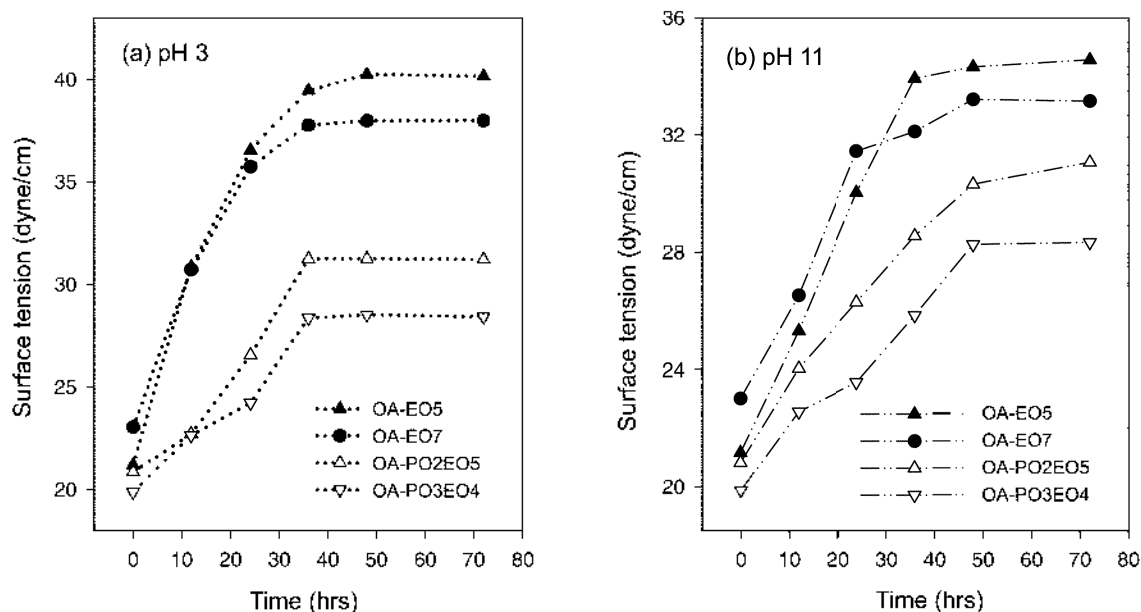 (a) pH 3
Surface tension (dyne/cm)
40
35
30
25
20
OA-EO5
OA-EO7
OA-PO2EO5
OA-PO3EO4
0 10 20 30 40 50 60 70 80
Time (hrs)
(b) pH 11
Surface tension (dyne/cm)
36
32
28
24
20
OA-EO5
OA-EO7
OA-PO2EO5
OA-PO3EO4
0 10 20 30 40 50 60 70 80
Time (hrs)